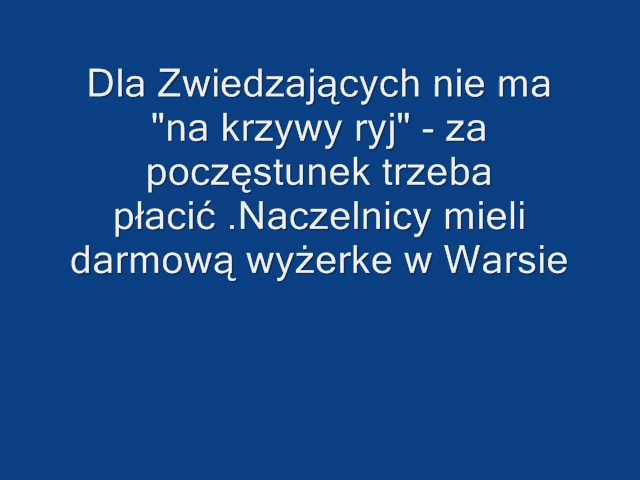 Dla Zwiedzających nie ma
"na krzywy ryj" - za
poczęstunek trzeba
płacić .Naczelnicy mieli
darmową wyżerke w Warsie